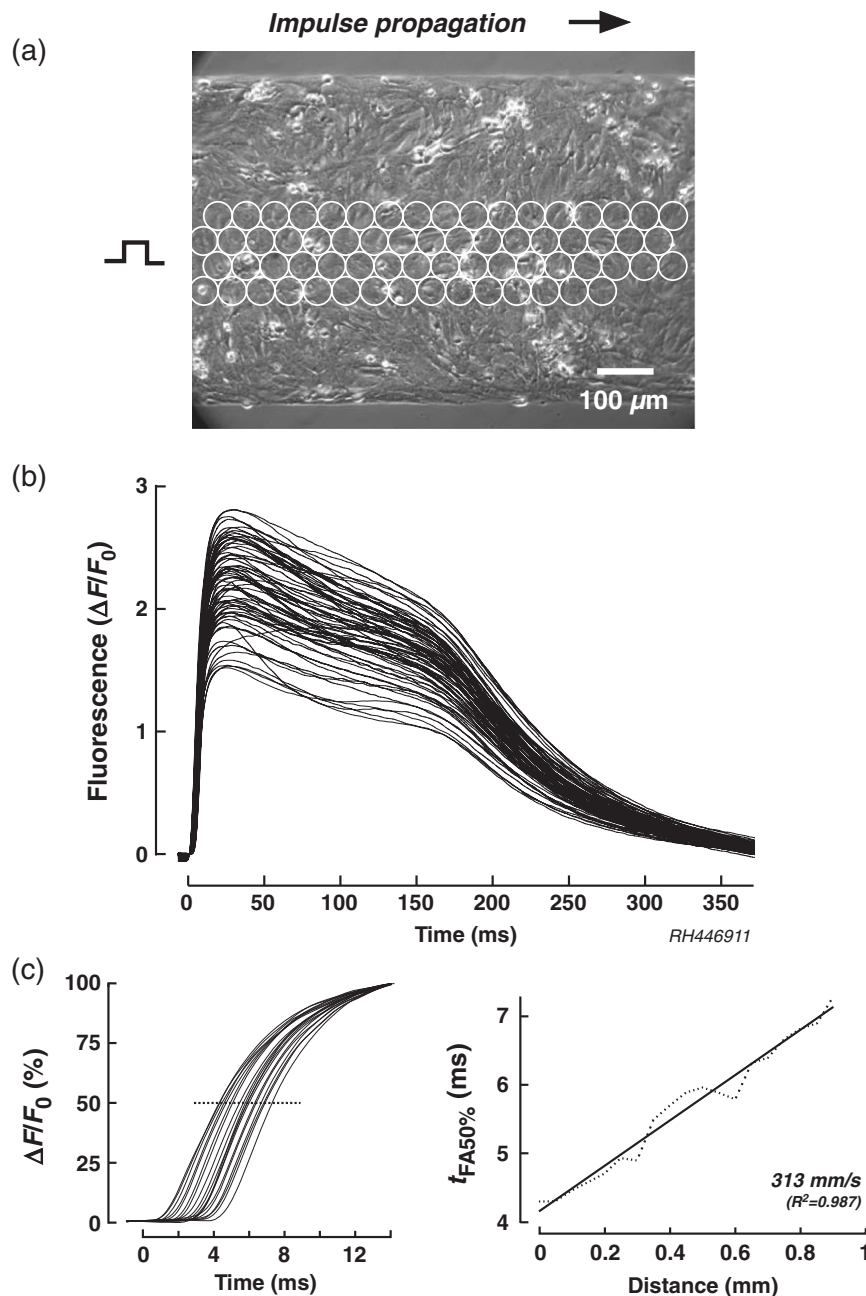 Impulse propagation
(a)
100 μm
(b)
Fluorescence (ΔF/F0)
3
2
1
0
0 50 100 150 200 250 300 350
Time (ms)
RH446911
(c)
ΔF/F0 (%)
100
75
50
25
0
0 4 8 12
Time (ms)
tFA50% (ms)
7
6
5
4
313 mm/s
(R2=0.987)
0 0.2 0.4 0.6 0.8 1
Distance (mm)